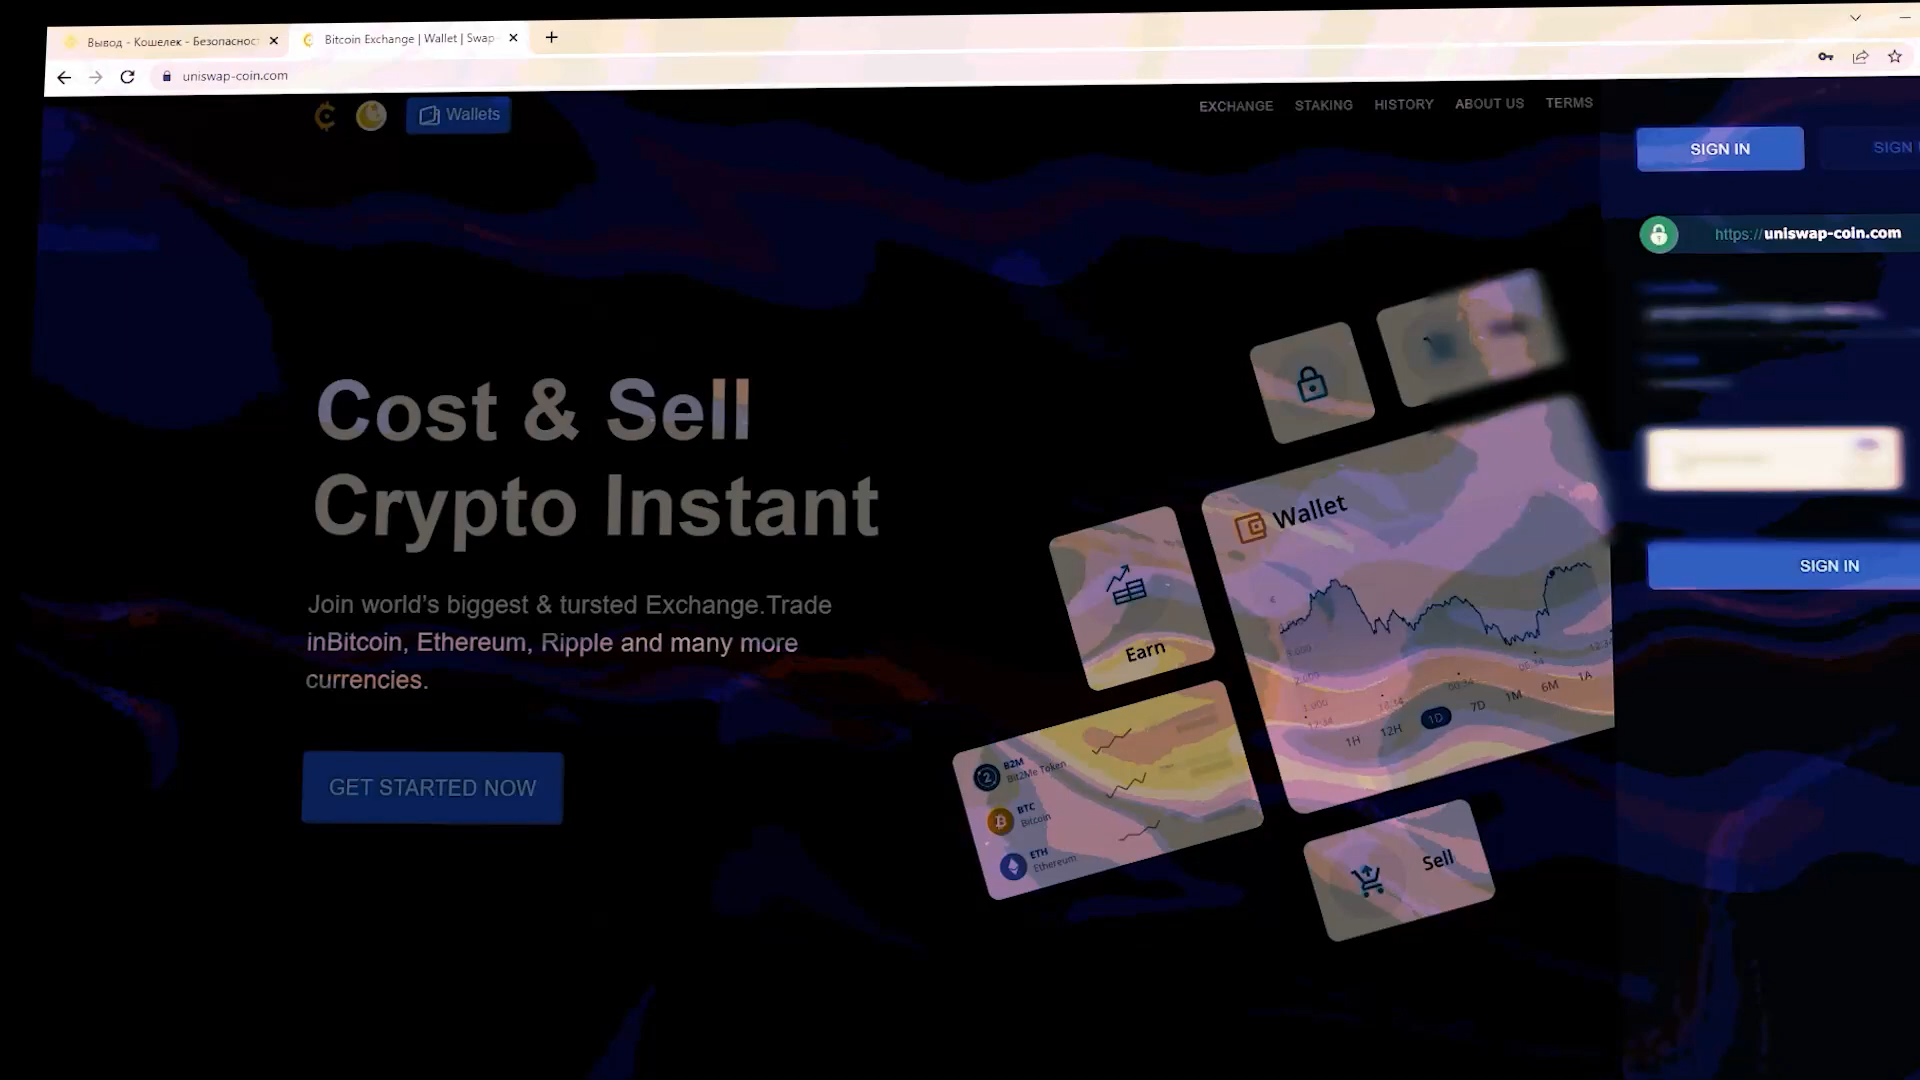 Вывод - Кошелек - Безопасност
Bitcoin Exchange | Wallet | Swap
uniswap-coin.com
Wallets
EXCHANGE
STAKING
HISTORY
ABOUT US
TERMS
SIGN IN
SIGN
https://uniswap-coin.com
Cost & Sell
Crypto Instant
Join world's biggest & tursted Exchange.Trade
inBitcoin, Ethereum, Ripple and many more
currencies.
GET STARTED NOW
SIGN IN
Wallet
Earn
1H 12H 1D 7D 1M 6M 1A
B2M
Bit2Me Token
BTC
Bitcoin
ETH
Ethereum
Sell